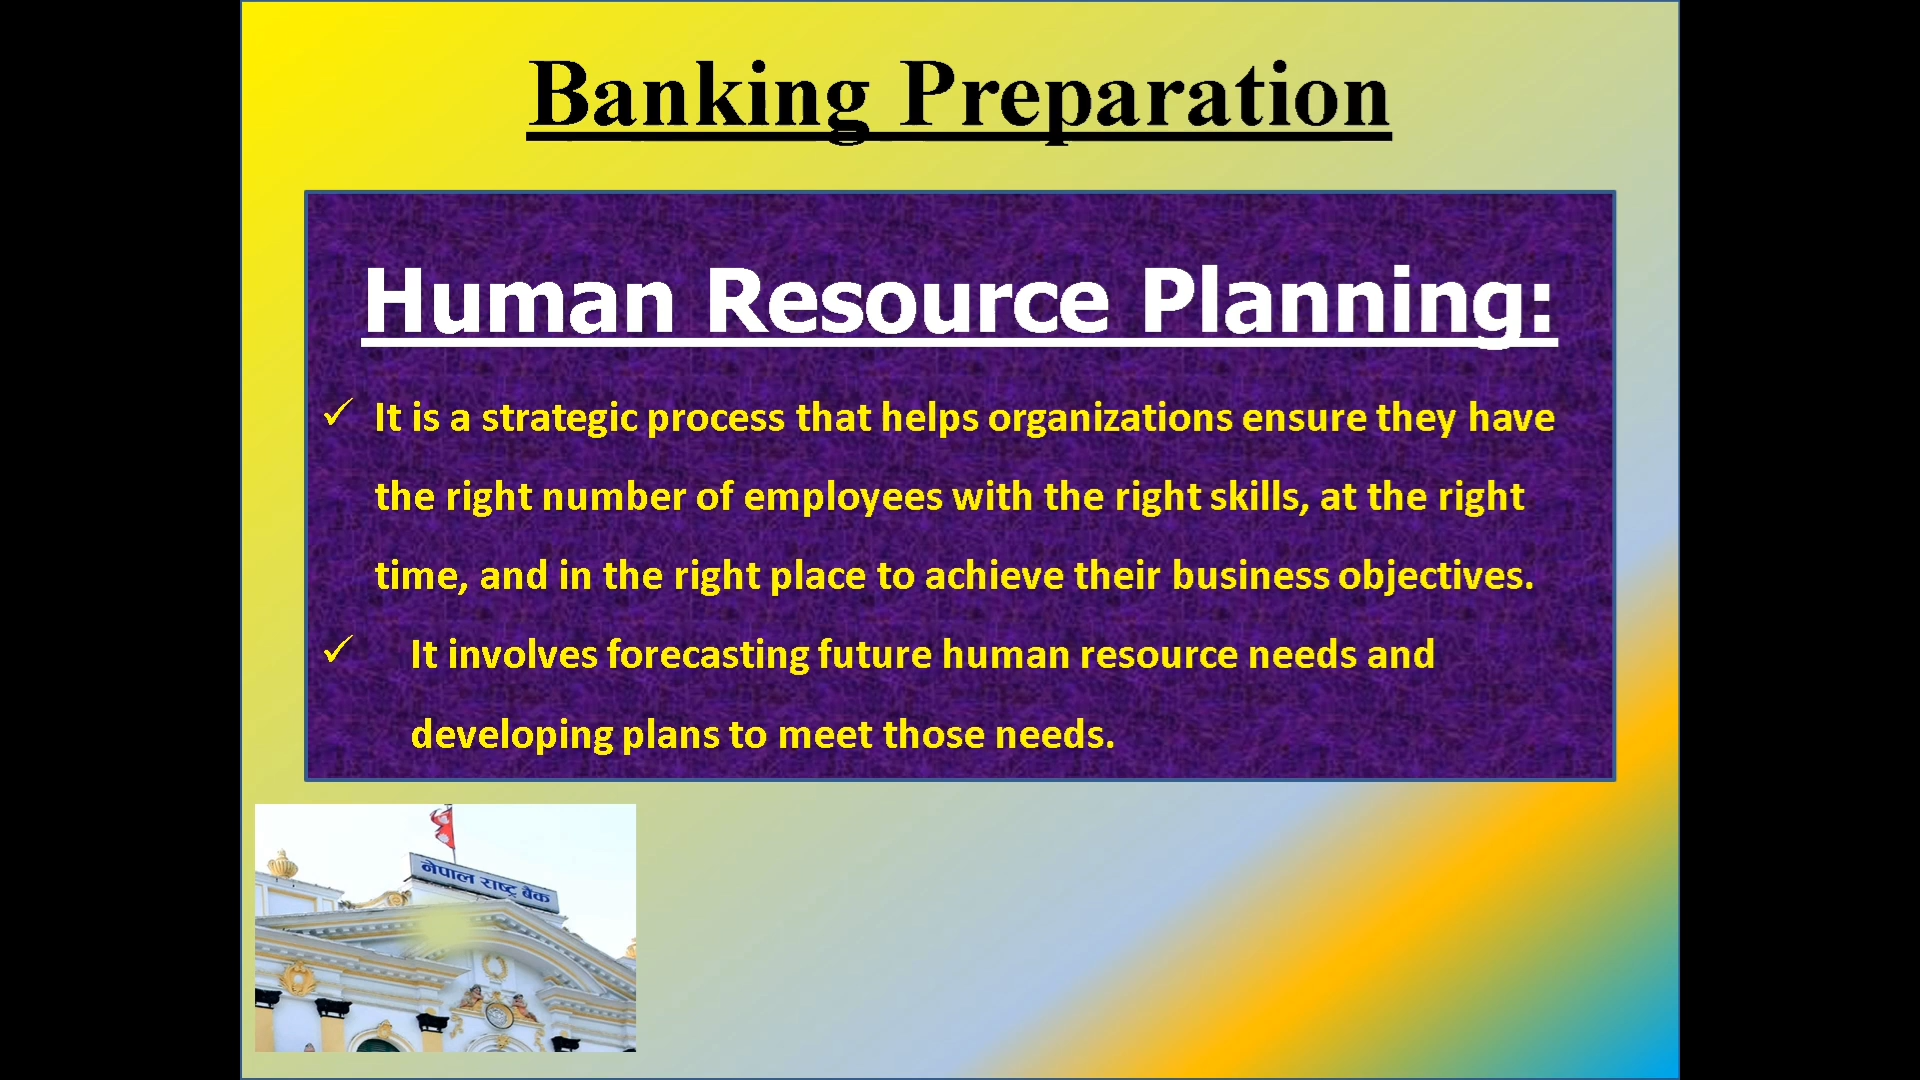 Banking Preparation
Human Resource Planning:
✓ It is a strategic process that helps organizations ensure they have
the right number of employees with the right skills, at the right
time, and in the right place to achieve their business objectives.
✓ It involves forecasting future human resource needs and
developing plans to meet those needs.
नेपाल राष्ट्र बैंक